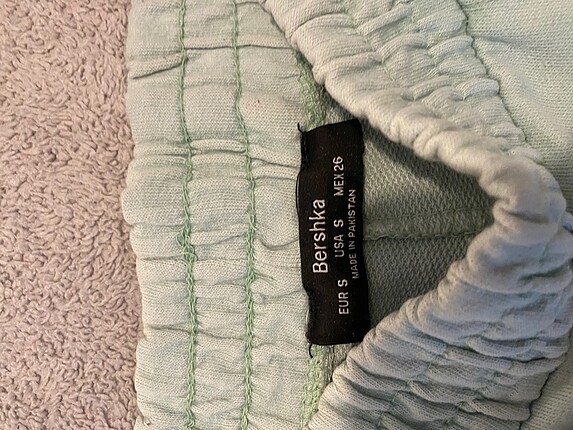 Bershka
EUR S USA S MEX 26
MADE IN PAKISTAN